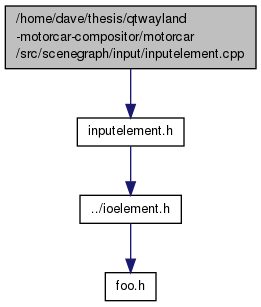 /home/dave/thesis/qtwayland
-motorcar-compositor/motorcar
/src/scenegraph/input/inputelement.cpp
inputelement.h
../ioelement.h
foo.h